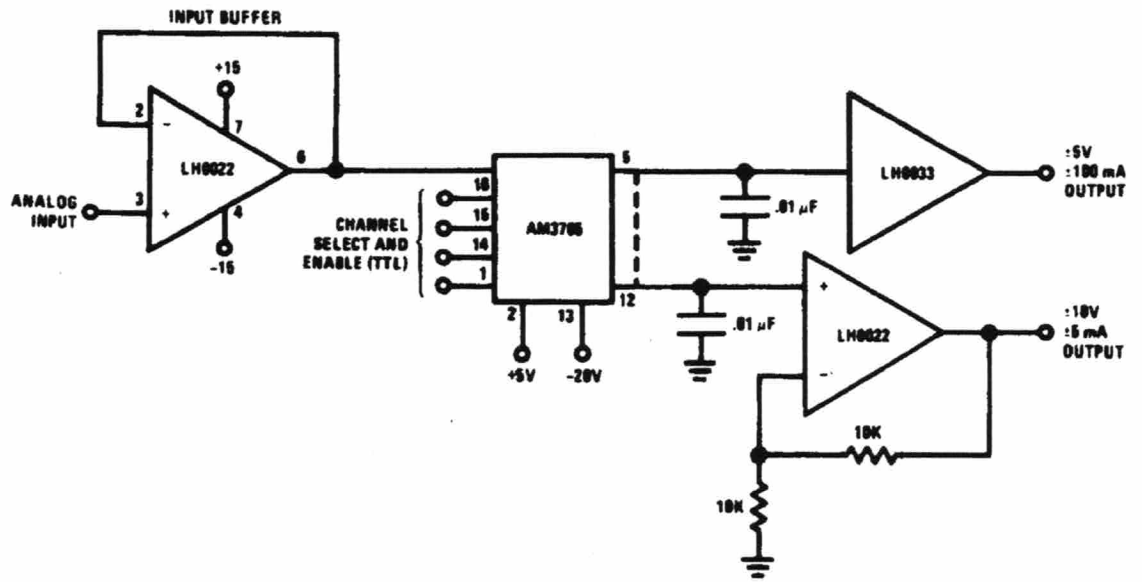 INPUT BUFFER
+15
2
-
7
LH0022
6
ANALOG
INPUT
3
+
4
-15
CHANNEL
SELECT AND
ENABLE (TTL)
16
15
14
1
AM3705
5
12
2
13
+5V
-20V
.01 µF
LH0033
±5V
±100 mA
OUTPUT
.01 µF
+
LH0022
-
±10V
±5 mA
OUTPUT
10K
10K